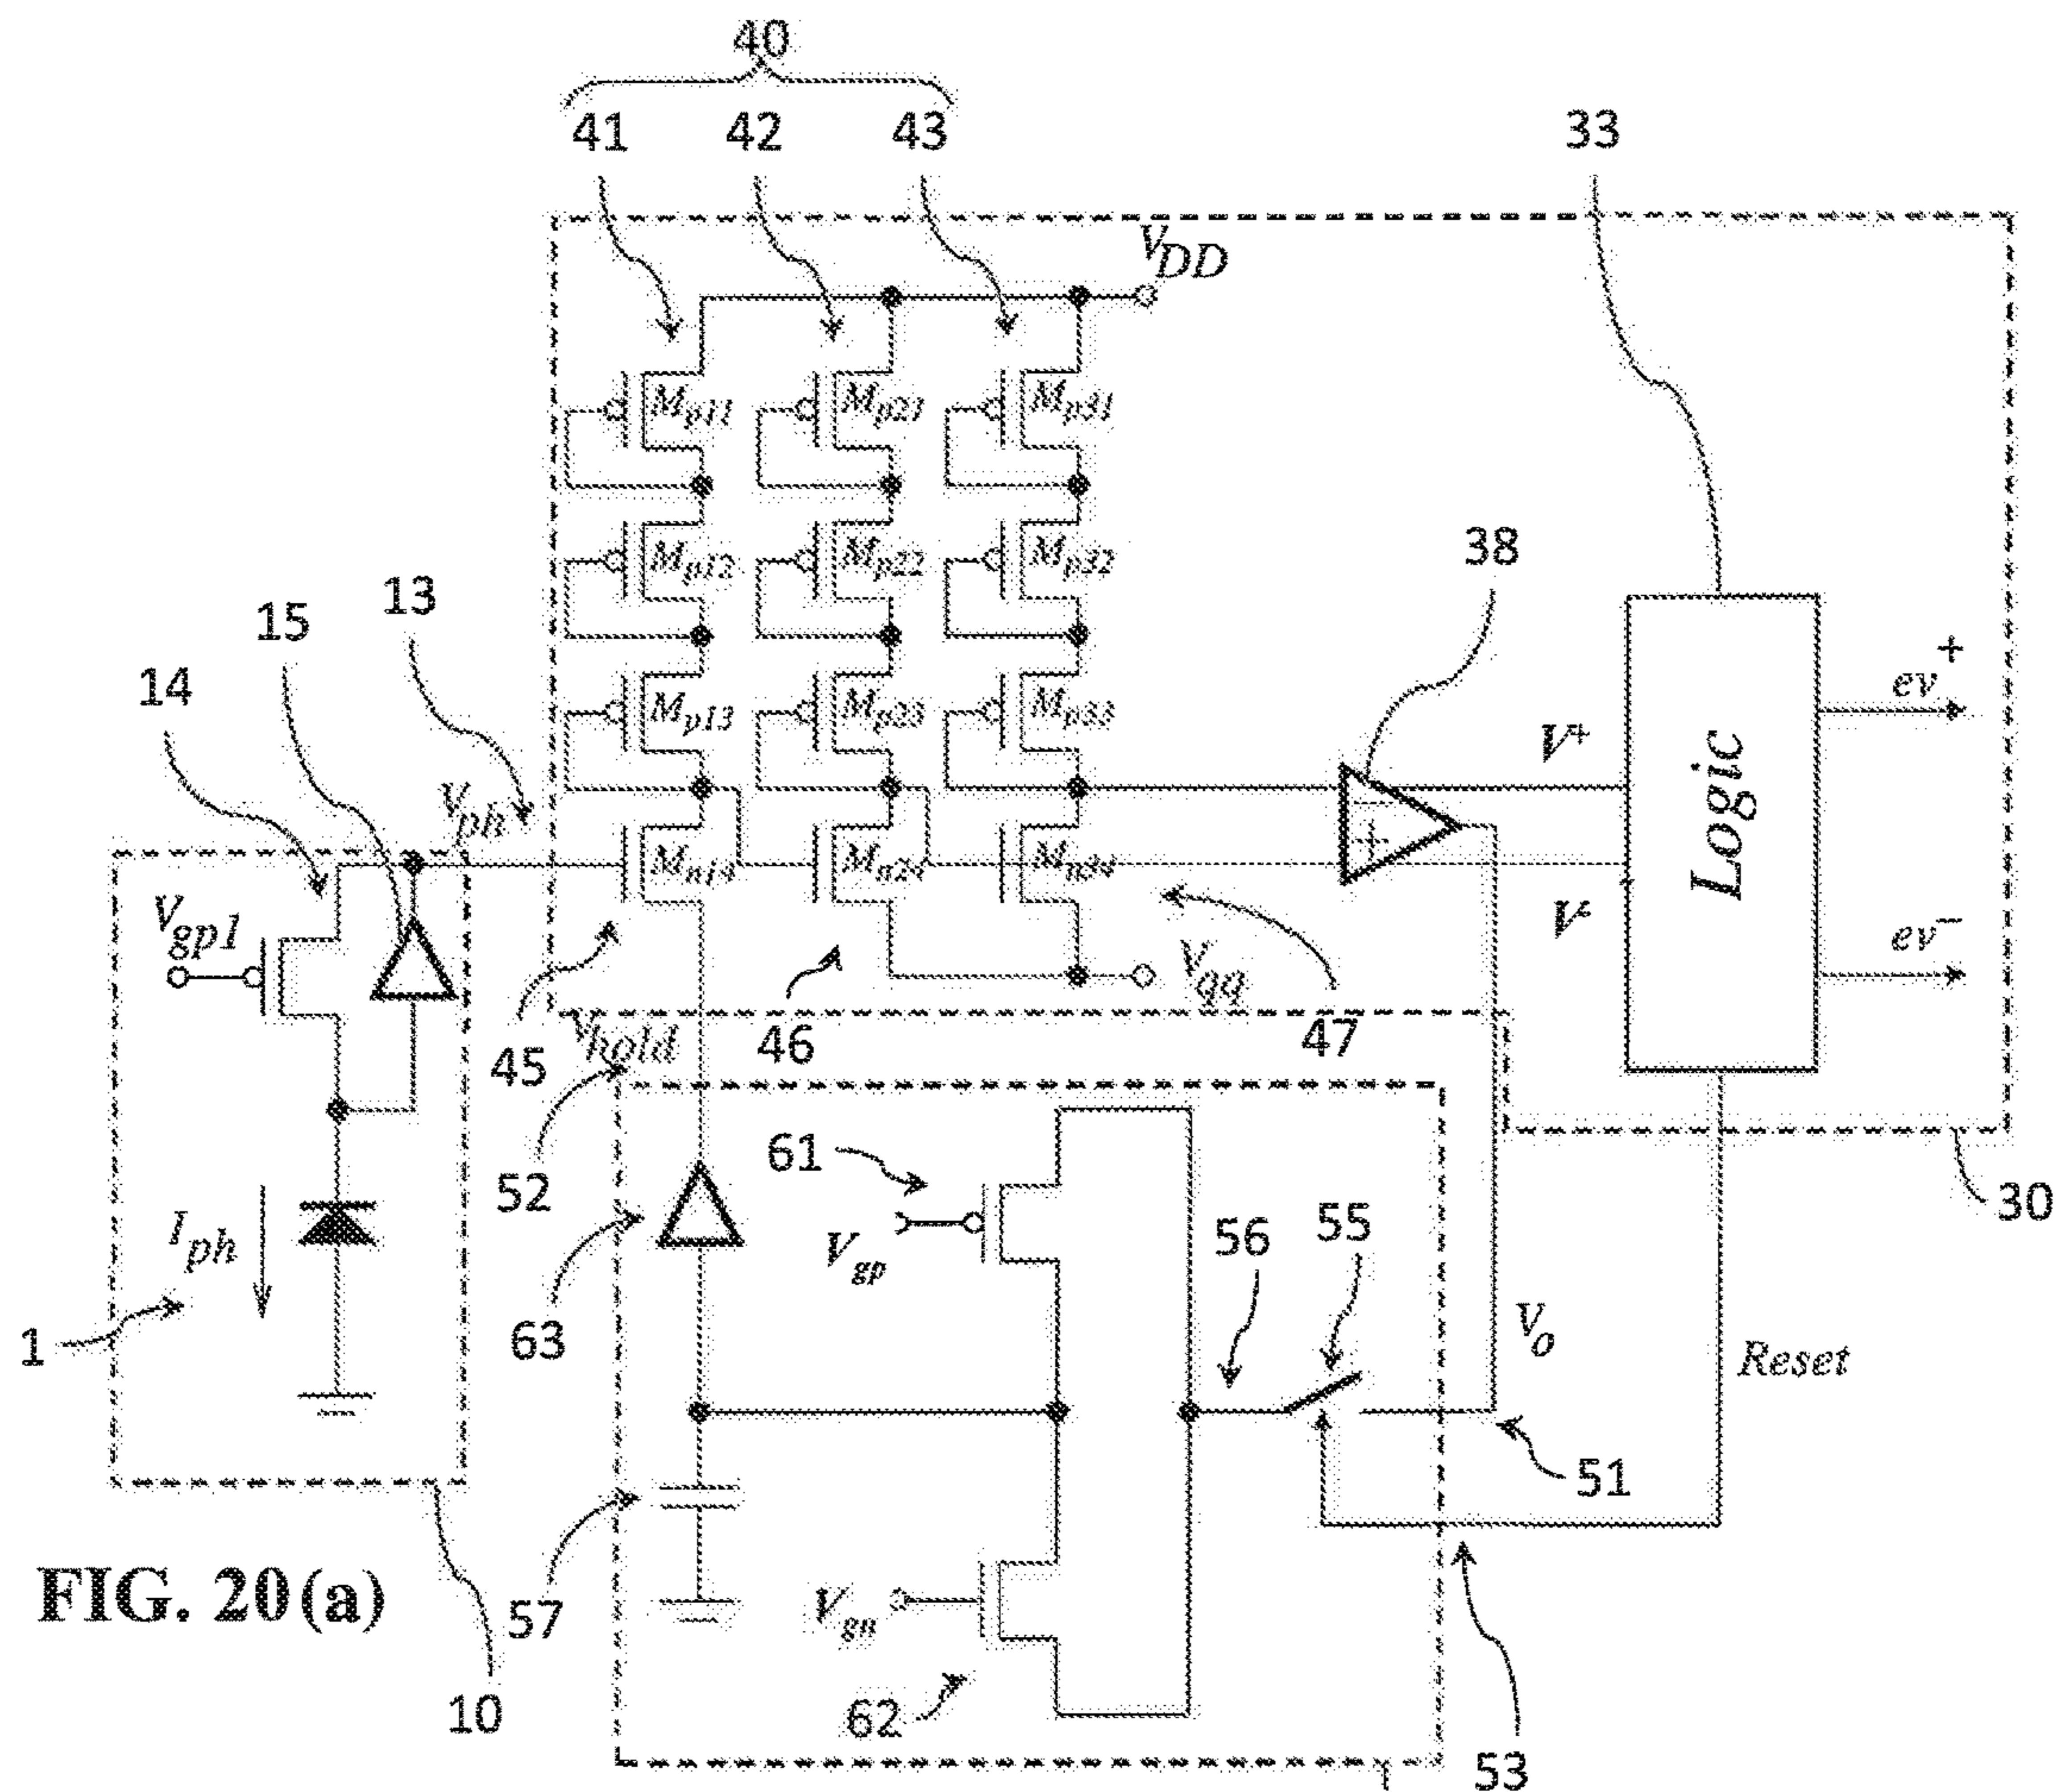 40
41 42 43 33
V_DD
M_p11 M_p21 M_p31
38
M_p12 M_p22 M_p32
13
15
14
M_p13 M_p23 M_p33
V+ ev+
V_ph
- 
+
M_n14 M_n24 M_n34
Logic
V_gp1
V- ev−
V_qq
45 V_hold 46 47
52
61
30
I_ph
V_gp 56 55
1 63
V_o Reset
51
57
FIG. 20(a)
V_gn
10 62
53